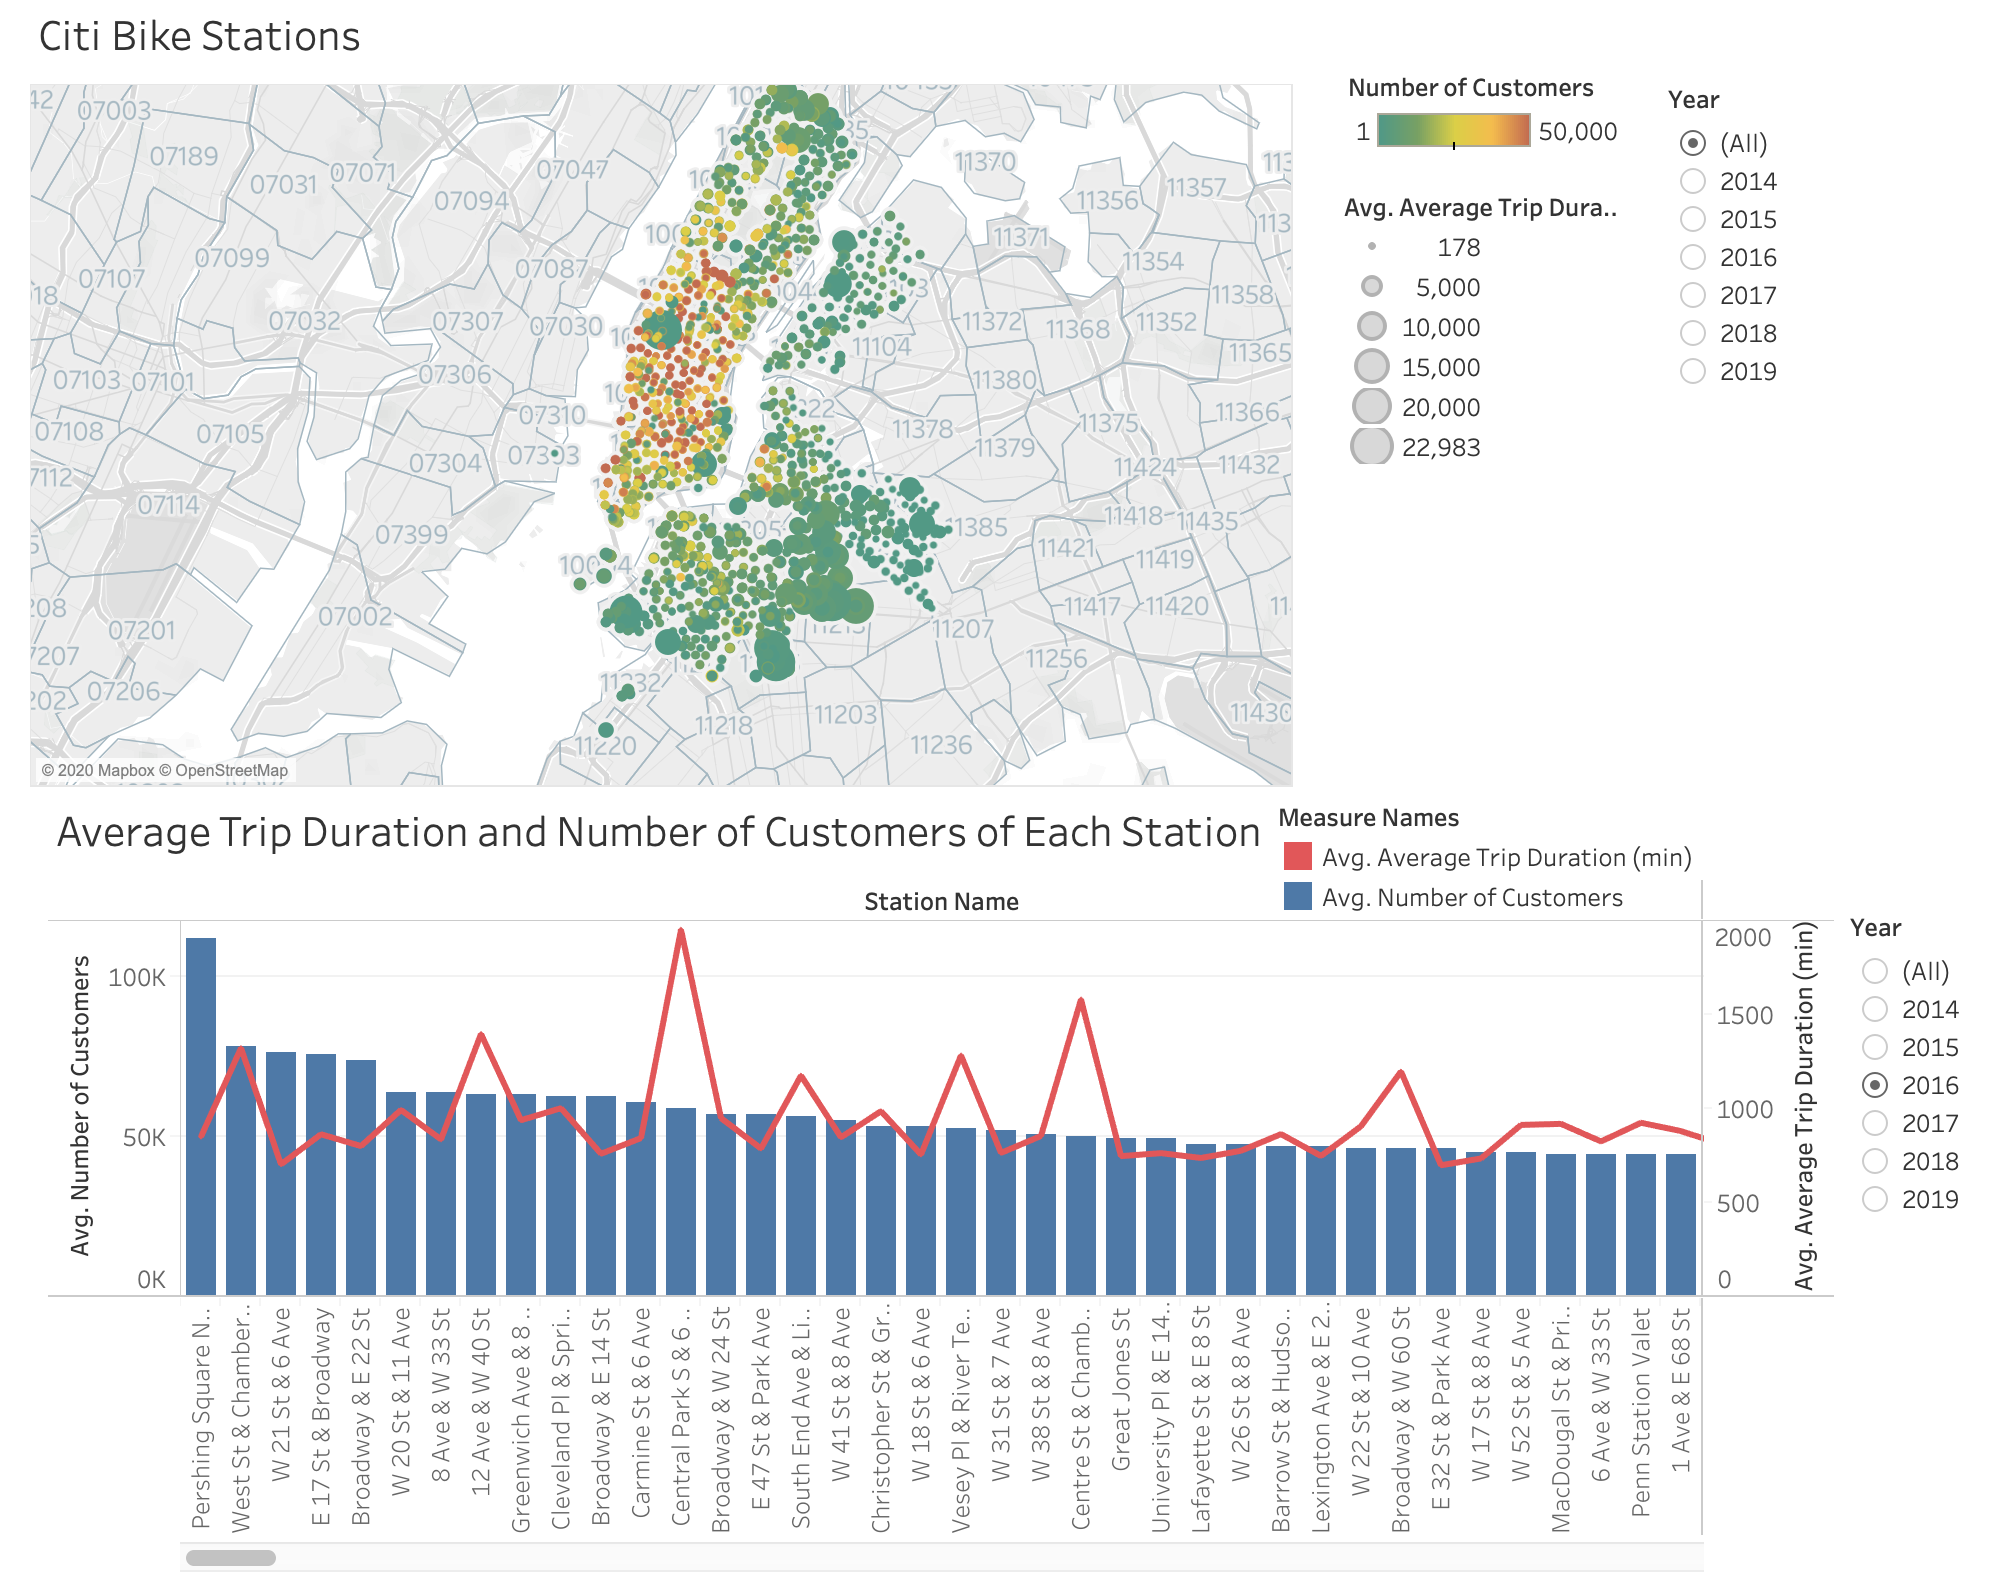 Citi Bike Stations
07003
07189
07031
07071
07047
07094
07099
07107
07087
07032
07307
07030
07306
07103
07101
07310
07108
07105
07304
07303
07114
07399
07201
07002
07206
11370
11357
11356
11371
11354
11358
11372
11368
11352
11104
11365
11380
11366
11375
11378
11379
11424
11432
11385
11418
11435
11421
11419
11417
11420
11207
11256
11232
11218
11203
11220
11236
11430
© 2020 Mapbox © OpenStreetMap
Number of Customers
1
50,000
Avg. Average Trip Dura..
178
5,000
10,000
15,000
20,000
22,983
Year
(All)
2014
2015
2016
2017
2018
2019
Average Trip Duration and Number of Customers of Each Station
Measure Names
Avg. Average Trip Duration (min)
Avg. Number of Customers
Station Name
Avg. Number of Customers
100K
50K
0K
2000
1500
1000
500
0
Avg. Average Trip Duration (min)
Year
(All)
2014
2015
2016
2017
2018
2019
Pershing Square N..
West St & Chamber..
W 21 St & 6 Ave
E 17 St & Broadway
Broadway & E 22 St
W 20 St & 11 Ave
8 Ave & W 33 St
12 Ave & W 40 St
Greenwich Ave & 8 ..
Cleveland Pl & Spri..
Broadway & E 14 St
Carmine St & 6 Ave
Central Park S & 6 ..
Broadway & W 24 St
E 47 St & Park Ave
South End Ave & Li..
W 41 St & 8 Ave
Christopher St & Gr..
W 18 St & 6 Ave
Vesey Pl & River Te..
W 31 St & 7 Ave
W 38 St & 8 Ave
Centre St & Chamb..
Great Jones St
University Pl & E 14..
Lafayette St & E 8 St
W 26 St & 8 Ave
Barrow St & Hudso..
Lexington Ave & E 2..
W 22 St & 10 Ave
Broadway & W 60 St
E 32 St & Park Ave
W 17 St & 8 Ave
W 52 St & 5 Ave
MacDougal St & Pri..
6 Ave & W 33 St
Penn Station Valet
1 Ave & E 68 St